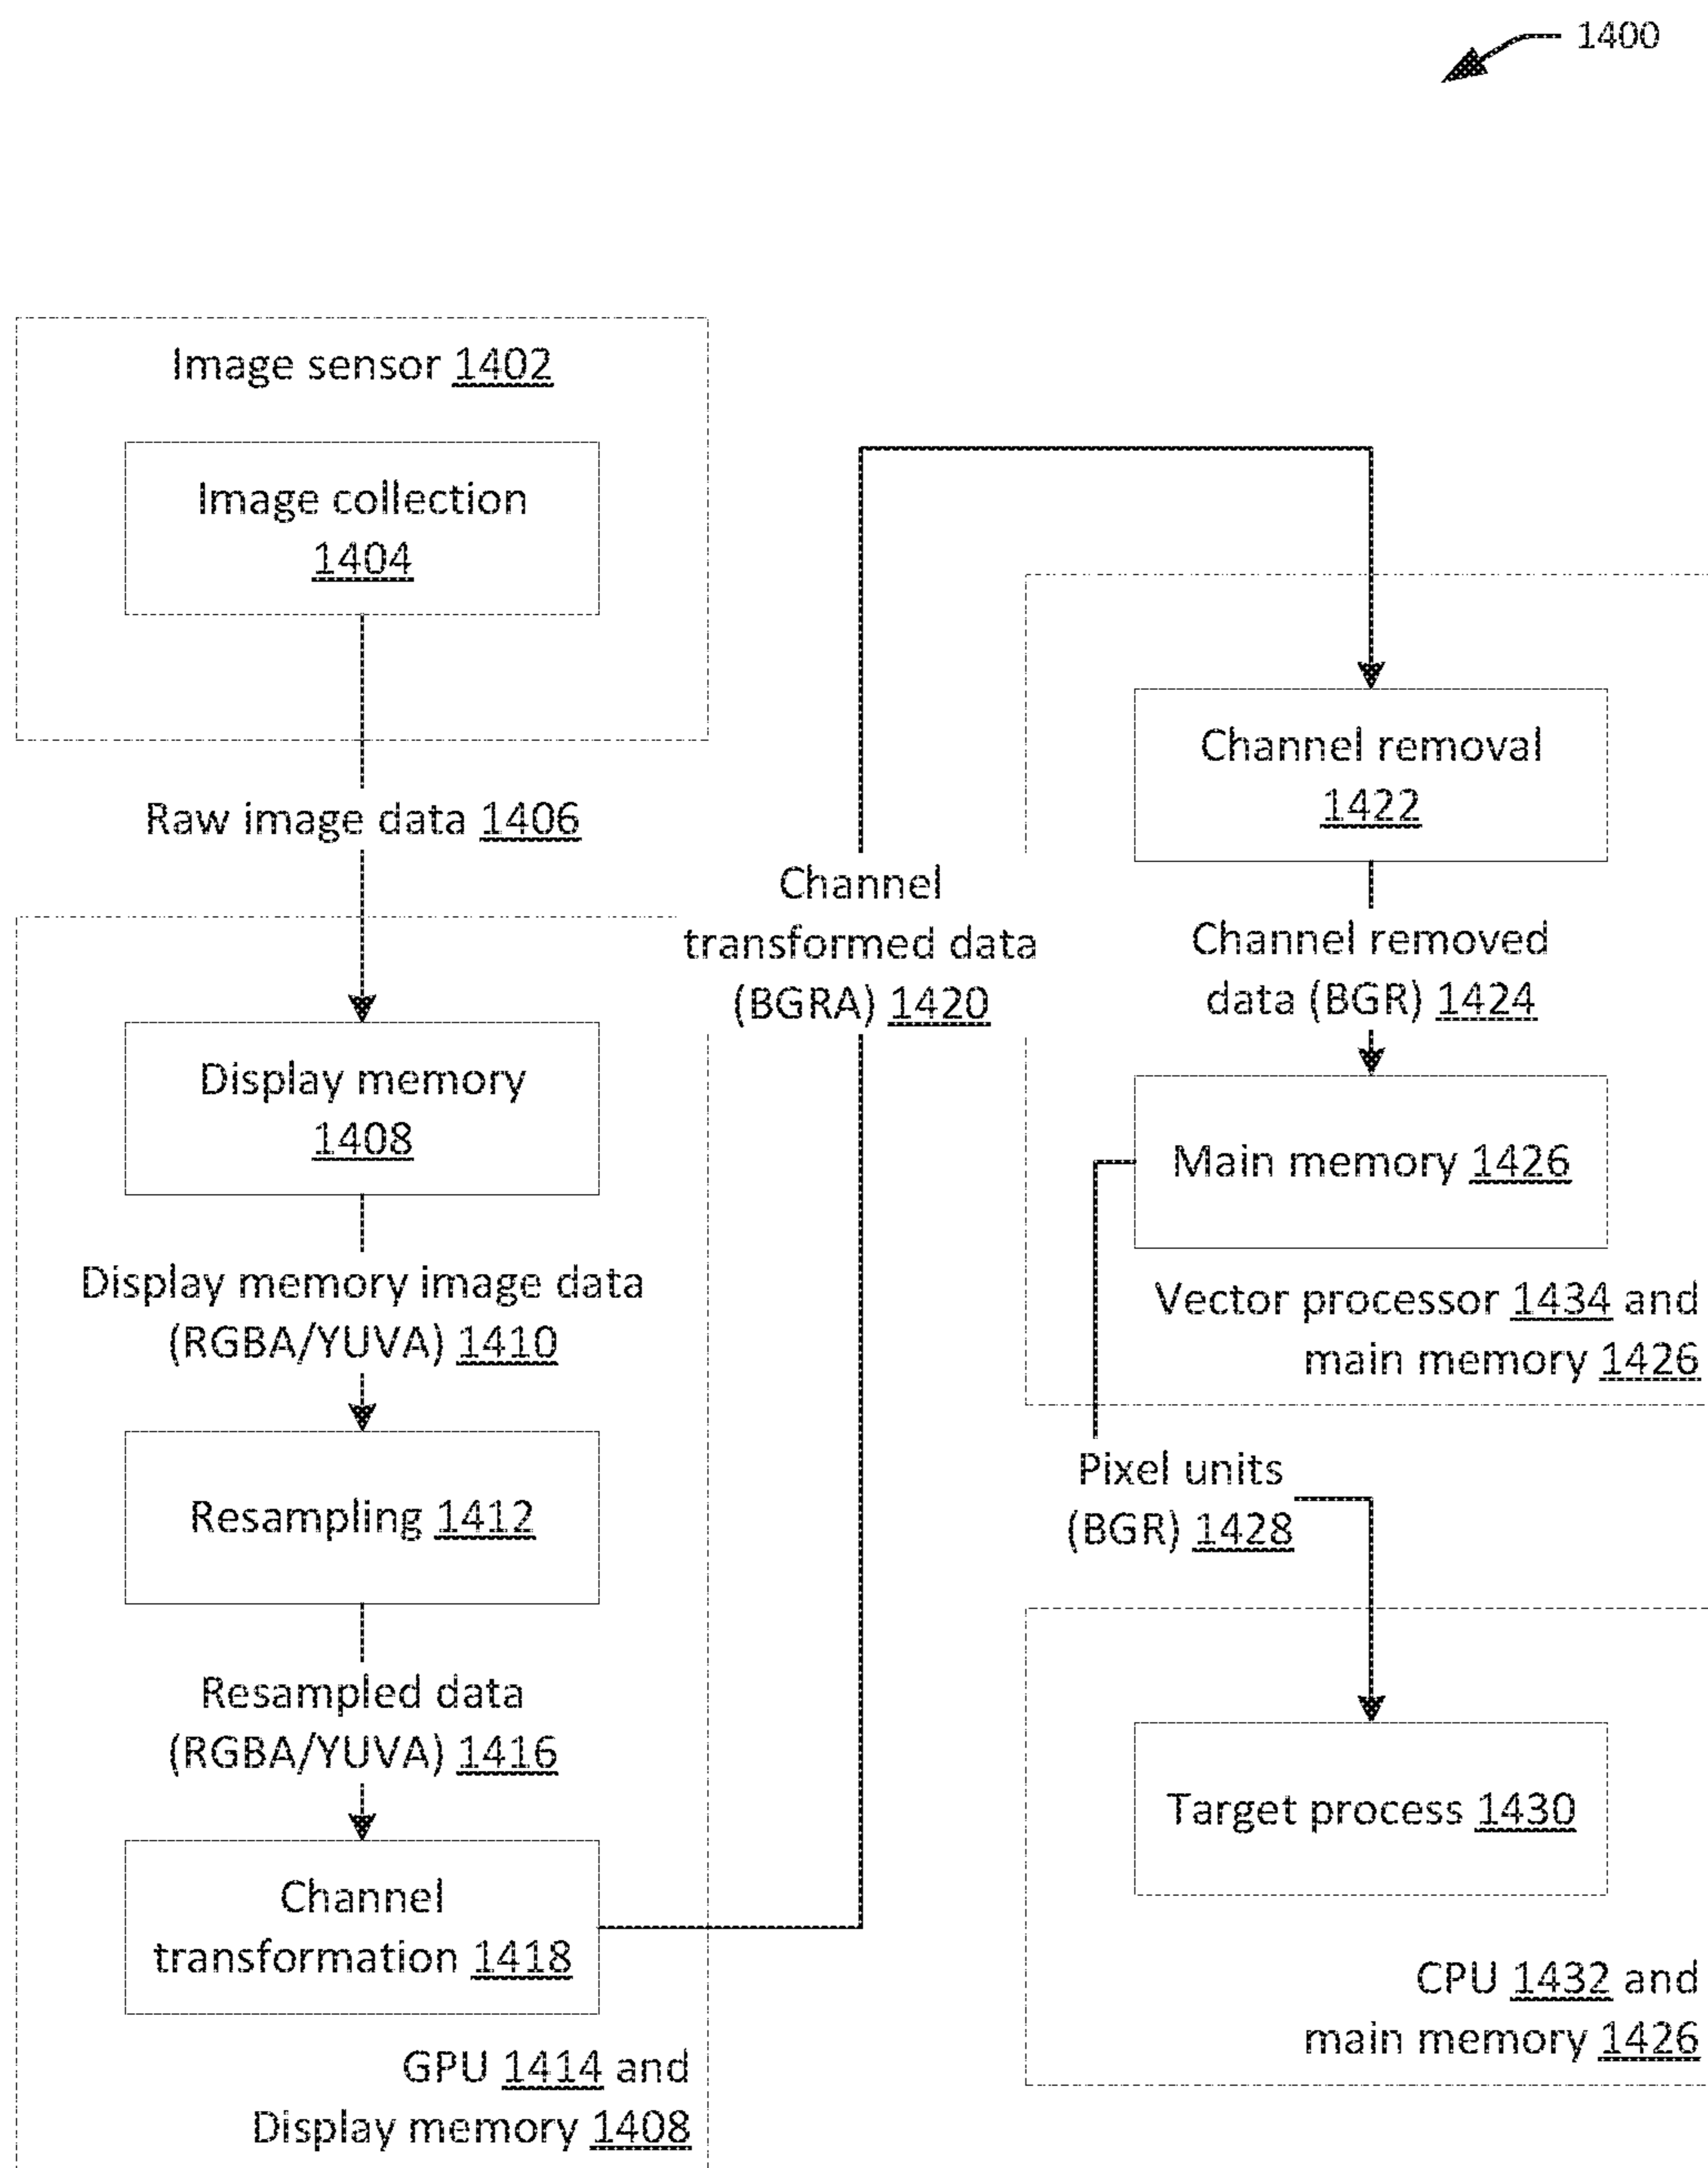 1400
Image sensor 1402
Image collection
1404
Raw image data 1406
Display memory
1408
Display memory image data
(RGBA/YUVA) 1410
Resampling 1412
Resampled data
(RGBA/YUVA) 1416
Channel
transformation 1418
GPU 1414 and
Display memory 1408
Channel
transformed data
(BGRA) 1420
Channel removal
1422
Channel removed
data (BGR) 1424
Main memory 1426
Vector processor 1434 and
main memory 1426
Pixel units
(BGR) 1428
Target process 1430
CPU 1432 and
main memory 1426